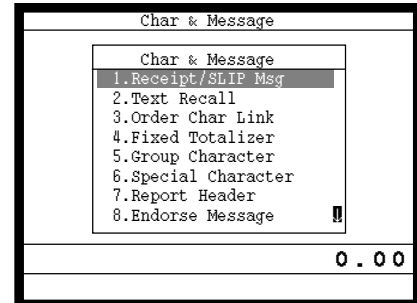 Char & Message
Char & Message
1.Receipt/SLIP Msg
2.Text Recall
3.Order Char Link
4.Fixed Totalizer
5.Group Character
6.Special Character
7.Report Header
8.Endorse Message
0.00